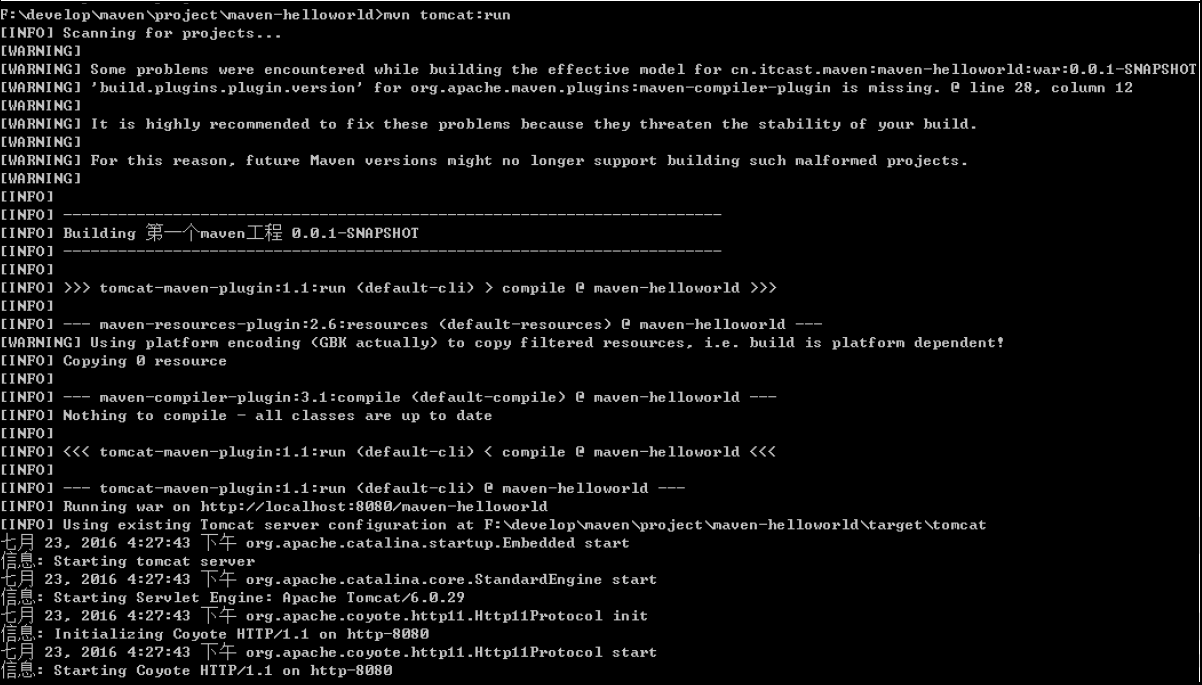 F:\develop\maven\project\maven-helloworld>mvn tomcat:run
[INFO] Scanning for projects...
[WARNING]
[WARNING] Some problems were encountered while building the effective model for cn.itcast.maven:maven-helloworld:war:0.0.1-SNAPSHOT
[WARNING] 'build.plugins.plugin.version' for org.apache.maven.plugins:maven-compiler-plugin is missing. @ line 28, column 12
[WARNING]
[WARNING] It is highly recommended to fix these problems because they threaten the stability of your build.
[WARNING]
[WARNING] For this reason, future Maven versions might no longer support building such malformed projects.
[WARNING]
[INFO]
[INFO] ------------------------------------------------------------------------
[INFO] Building 第一个maven工程 0.0.1-SNAPSHOT
[INFO] ------------------------------------------------------------------------
[INFO]
[INFO] >>> tomcat-maven-plugin:1.1:run (default-cli) > compile @ maven-helloworld >>>
[INFO]
[INFO] --- maven-resources-plugin:2.6:resources (default-resources) @ maven-helloworld ---
[WARNING] Using platform encoding (GBK actually) to copy filtered resources, i.e. build is platform dependent!
[INFO] Copying 0 resource
[INFO]
[INFO] --- maven-compiler-plugin:3.1:compile (default-compile) @ maven-helloworld ---
[INFO] Nothing to compile - all classes are up to date
[INFO]
[INFO] <<< tomcat-maven-plugin:1.1:run (default-cli) < compile @ maven-helloworld <<<
[INFO]
[INFO] --- tomcat-maven-plugin:1.1:run (default-cli) @ maven-helloworld ---
[INFO] Running war on http://localhost:8080/maven-helloworld
[INFO] Using existing Tomcat server configuration at F:\develop\maven\project\maven-helloworld\target\tomcat
七月 23, 2016 4:27:43 下午 org.apache.catalina.startup.Embedded start
信息: Starting tomcat server
七月 23, 2016 4:27:43 下午 org.apache.catalina.core.StandardEngine start
信息: Starting Servlet Engine: Apache Tomcat/6.0.29
七月 23, 2016 4:27:43 下午 org.apache.coyote.http11.Http11Protocol init
信息: Initializing Coyote HTTP/1.1 on http-8080
七月 23, 2016 4:27:43 下午 org.apache.coyote.http11.Http11Protocol start
信息: Starting Coyote HTTP/1.1 on http-8080